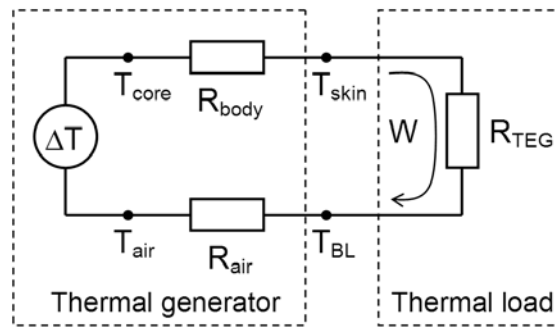 T_core
R_body
T_skin
ΔT
W
R_TEG
T_air
R_air
T_BL
Thermal generator
Thermal load